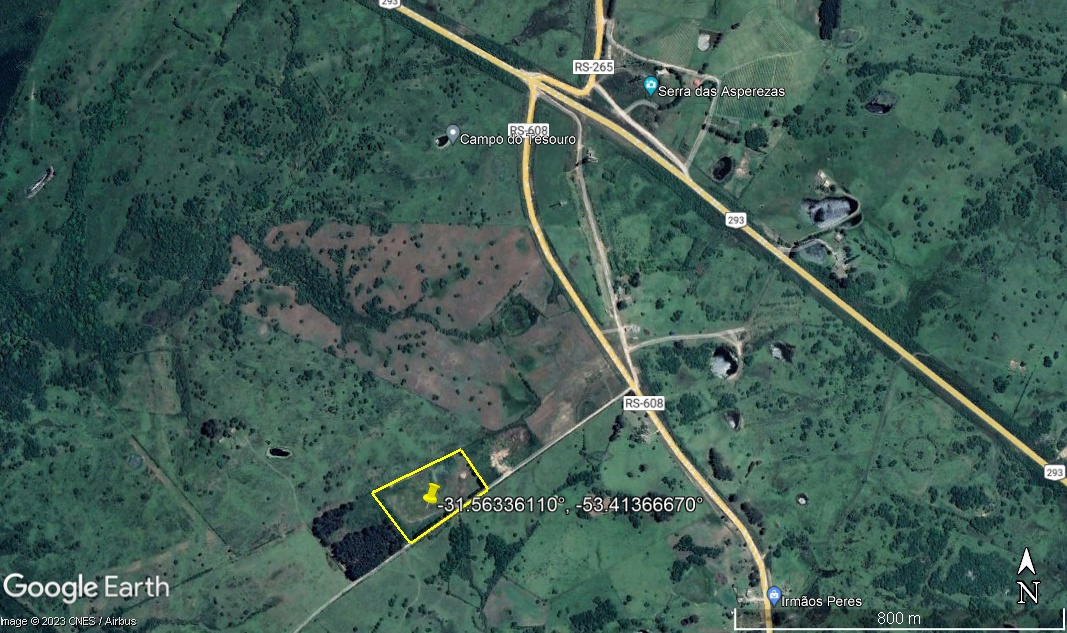 293
RS-265
Serra das Asperezas
RS-608
Campo do Tesouro
293
RS-608
293
-31.56336110°, -53.41366670°
N
Google Earth
Irmãos Peres
800 m
mage © 2023 CNES / Airbus